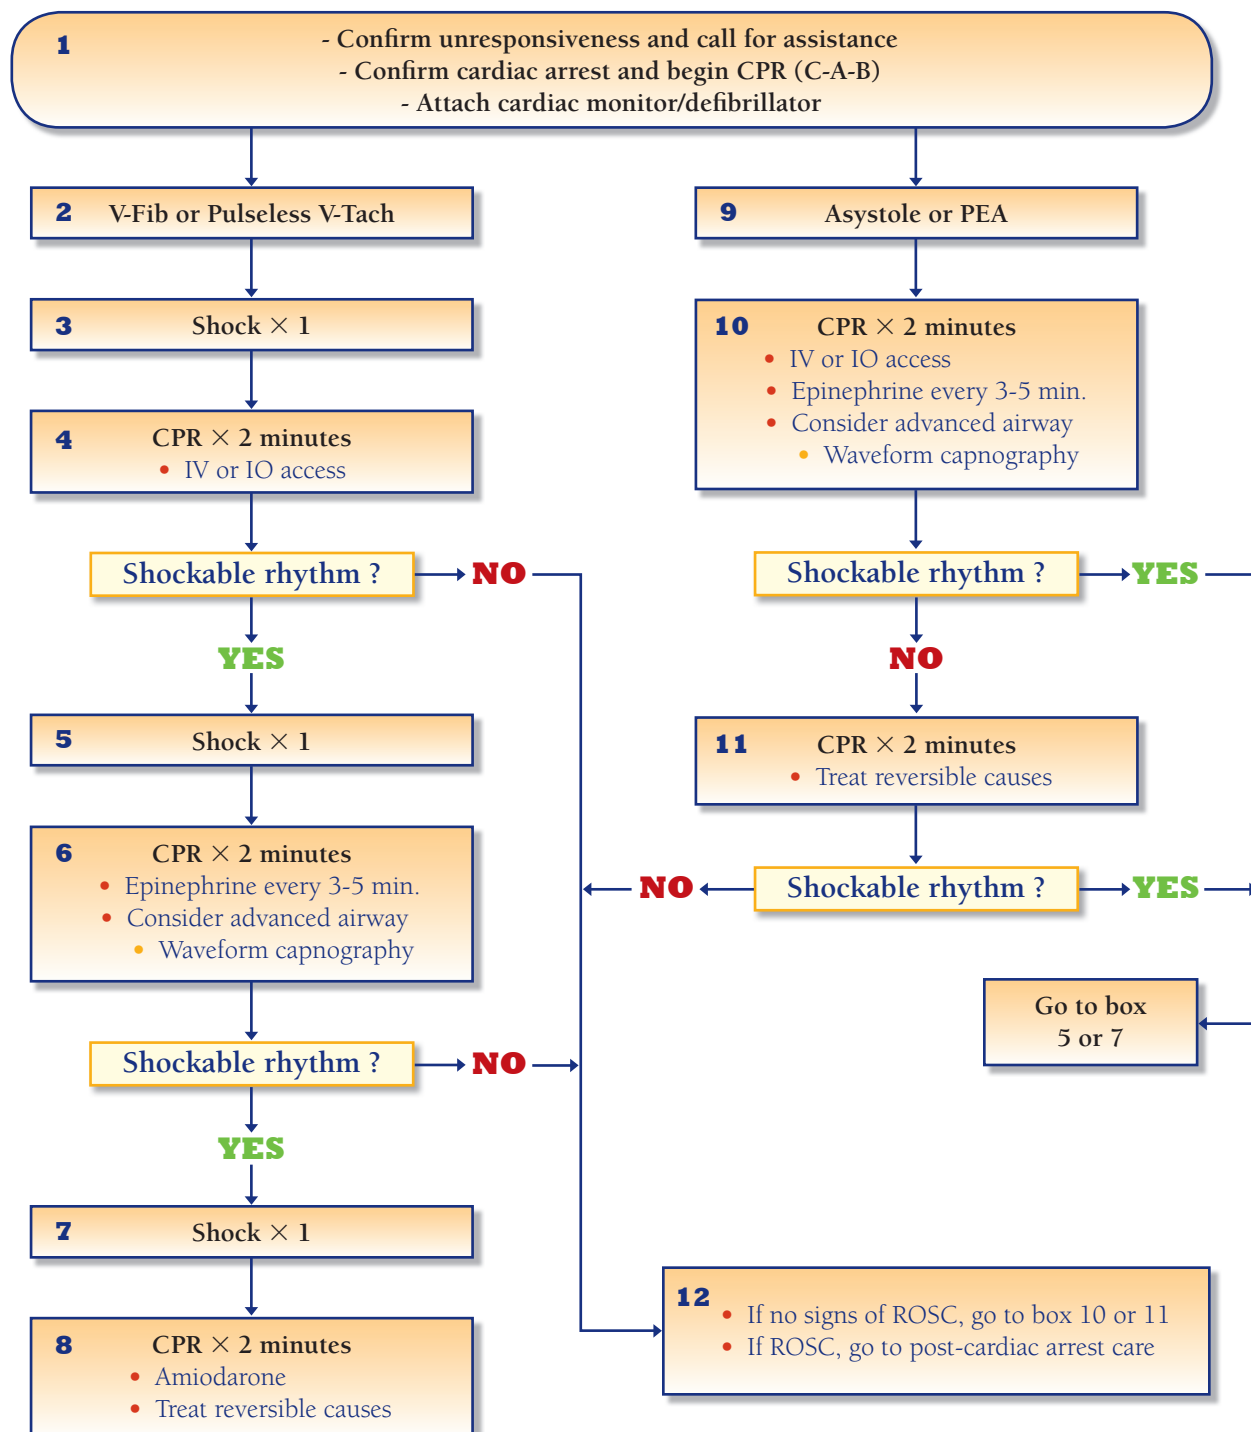 1
- Confirm unresponsiveness and call for assistance
- Confirm cardiac arrest and begin CPR (C-A-B)
- Attach cardiac monitor/defibrillator
2 V-Fib or Pulseless V-Tach
3 Shock × 1
4 CPR × 2 minutes
• IV or IO access
Shockable rhythm ? NO
YES
5 Shock × 1
6 CPR × 2 minutes
• Epinephrine every 3-5 min.
• Consider advanced airway
• Waveform capnography
Shockable rhythm ? NO
YES
7 Shock × 1
8 CPR × 2 minutes
• Amiodarone
• Treat reversible causes
9 Asystole or PEA
10 CPR × 2 minutes
• IV or IO access
• Epinephrine every 3-5 min.
• Consider advanced airway
• Waveform capnography
Shockable rhythm ? YES
NO
11 CPR × 2 minutes
• Treat reversible causes
NO Shockable rhythm ? YES
Go to box
5 or 7
12
• If no signs of ROSC, go to box 10 or 11
• If ROSC, go to post-cardiac arrest care